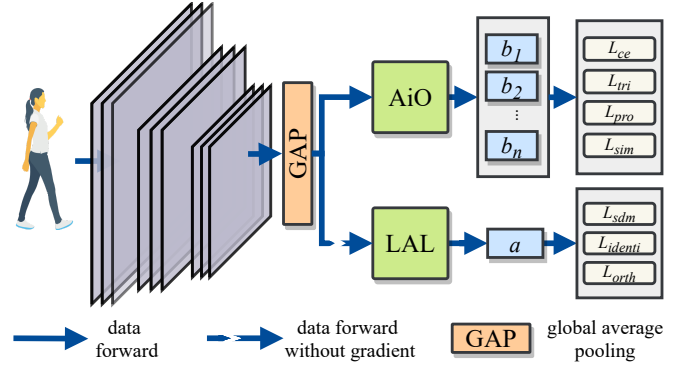 GAP
AiO
b1
b2
...
bn
Lce
Ltri
Lpro
Lsim
LAL
a
Lsdm
Lidenti
Lorth
data
forward
data forward
without gradient
GAP
global average
pooling